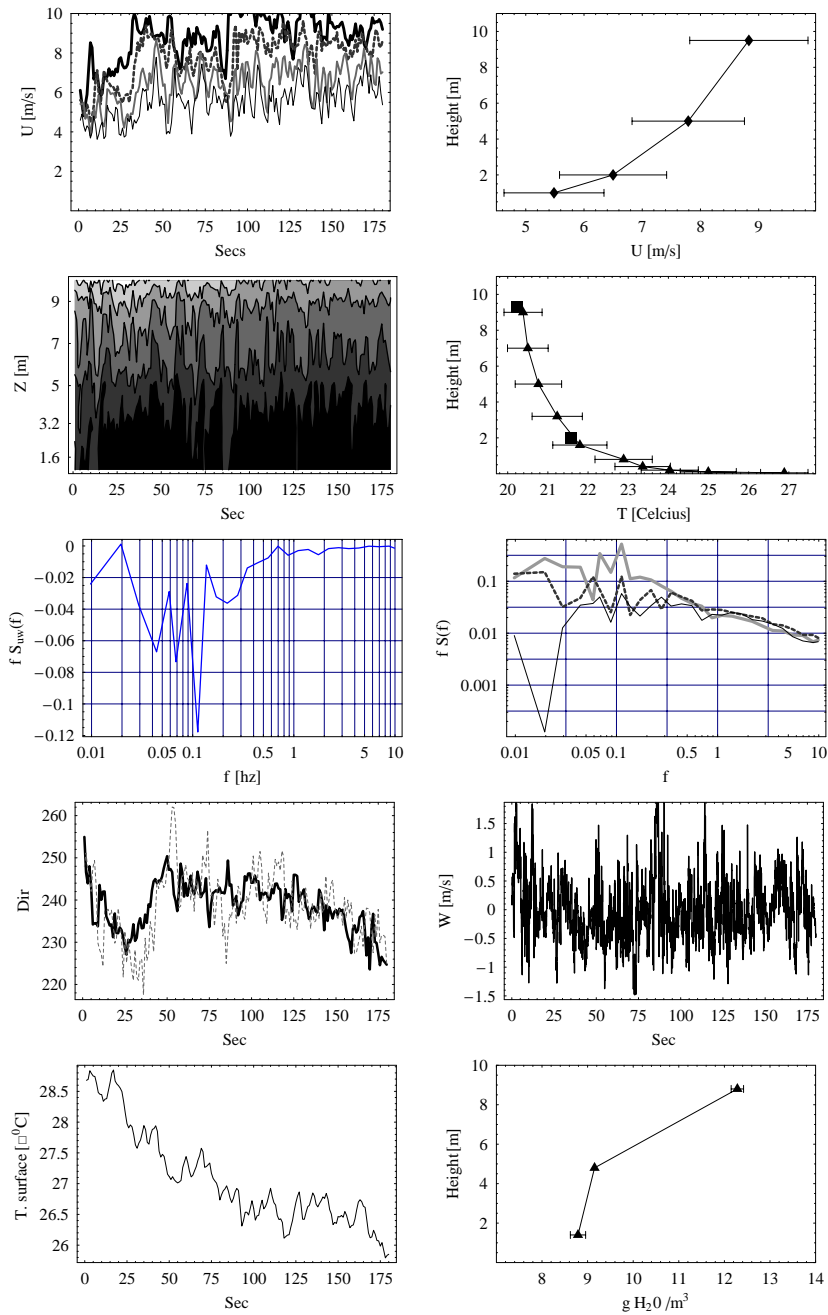 10
8
6
4
2
U [m/s]
0 25 50 75 100 125 150 175
Secs
10
8
6
4
2
Height [m]
5 6 7 8 9
U [m/s]
9
7
5
3.2
1.6
Z [m]
0 25 50 75 100 125 150 175
Sec
10
8
6
4
2
Height [m]
20 21 22 23 24 25 26 27
T [Celcius]
0
−0.02
−0.04
−0.06
−0.08
−0.1
−0.12
f S_uw(f)
0.01 0.05 0.1 0.5 1 5 10
f [hz]
0.1
0.01
0.001
f S(f)
0.01 0.05 0.1 0.5 1 5 10
f
260
250
240
230
220
Dir
0 25 50 75 100 125 150 175
Sec
1.5
1
0.5
0
−0.5
−1
−1.5
W [m/s]
0 25 50 75 100 125 150 175
Sec
28.5
28
27.5
27
26.5
26
T. surface [□⁰C]
0 25 50 75 100 125 150 175
Sec
10
8
6
4
2
Height [m]
8 9 10 11 12 13 14
g H₂0 /m³